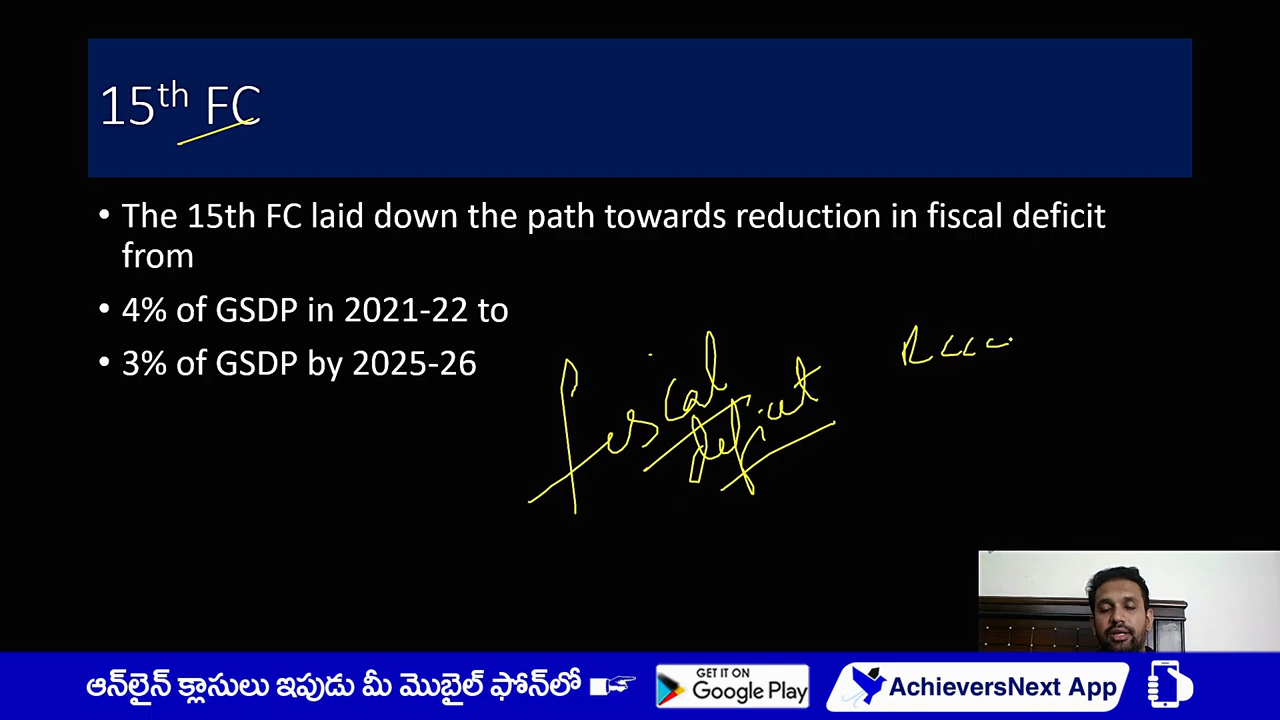 15th FC
• The 15th FC laid down the path towards reduction in fiscal deficit
from
• 4% of GSDP in 2021-22 to
• 3% of GSDP by 2025-26
fiscal
deficit
ఆన్‌లైన్ క్లాసులు ఇపుడు మీ మొబైల్ ఫోన్‌లో
GET IT ON
Google Play
AchieversNext App